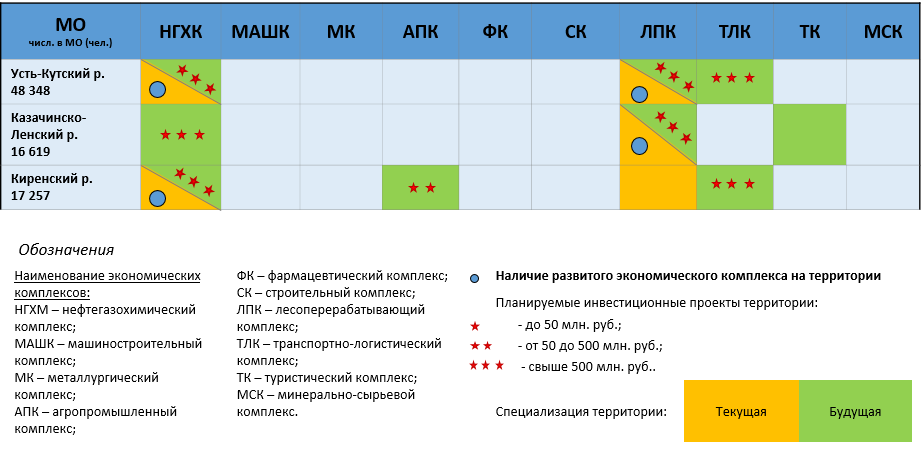 МО
числ. в МО (чел.)
НГХК МАШК МК АПК ФК СК ЛПК ТЛК ТК МСК
Усть-Кутский р.
48 348
Казачинско-
Ленский р.
16 619
Киренский р.
17 257
Обозначения
Наименование экономических
комплексов:
НГХМ – нефтегазохимический
комплекс;
МАШК – машиностроительный
комплекс;
МК – металлургический
комплекс;
АПК – агропромышленный
комплекс;
ФК – фармацевтический комплекс;
СК – строительный комплекс;
ЛПК – лесоперерабатывающий
комплекс;
ТЛК – транспортно-логистический
комплекс;
ТК – туристический комплекс;
МСК – минерально-сырьевой
комплекс.
Наличие развитого экономического комплекса на территории
Планируемые инвестиционные проекты территории:
- до 50 млн. руб.;
- от 50 до 500 млн. руб.;
- свыше 500 млн. руб..
Специализация территории:
Текущая
Будущая